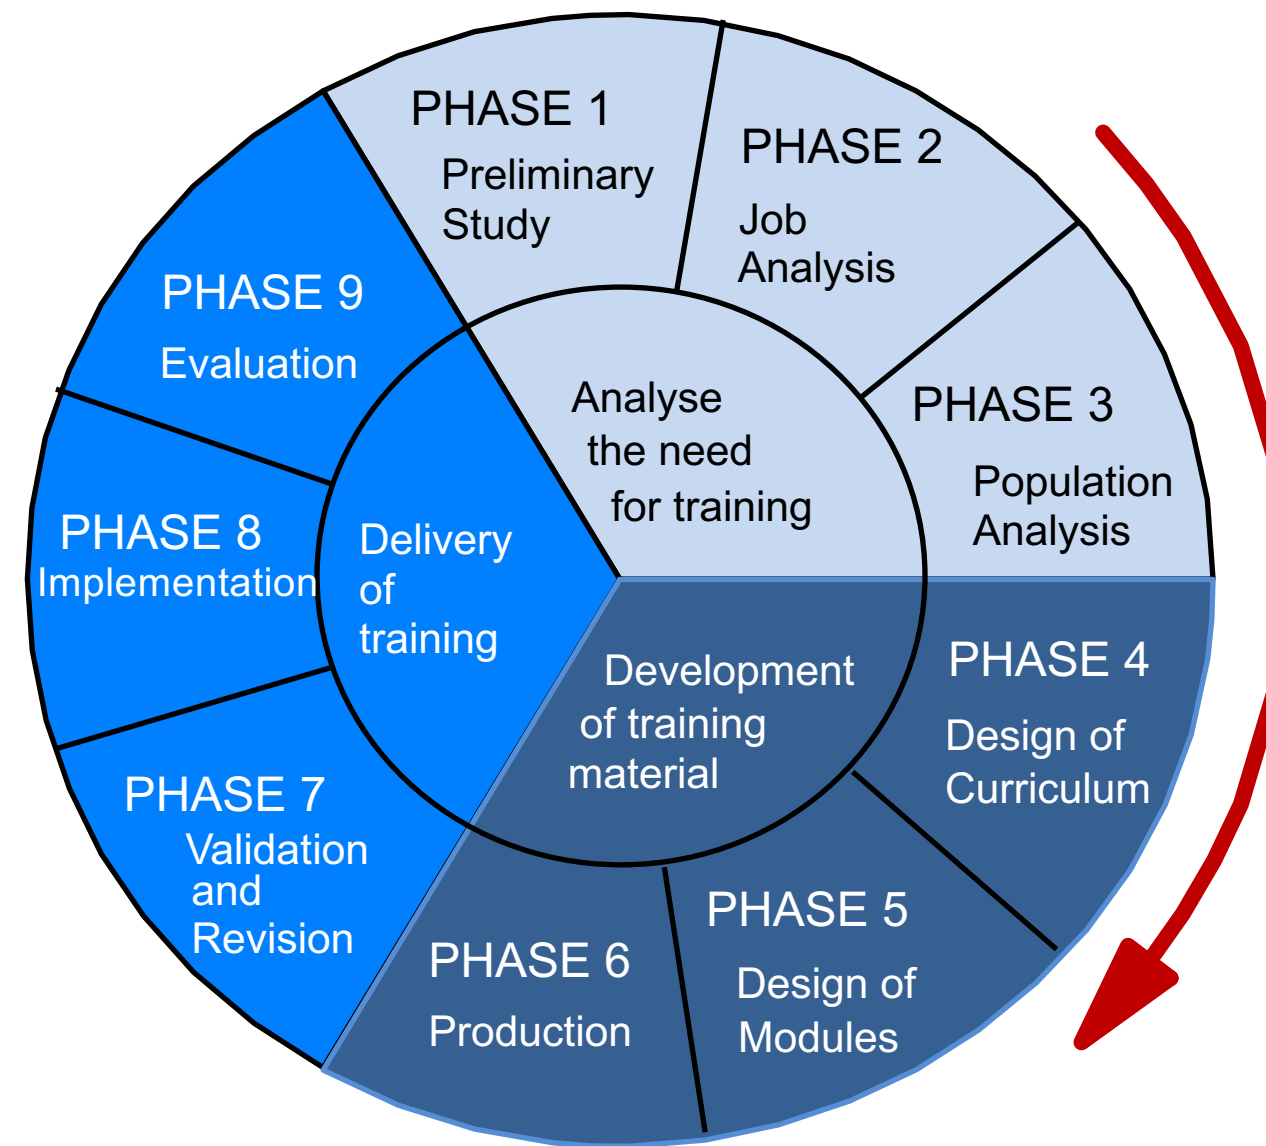 PHASE 1
Preliminary
Study
PHASE 2
Job
Analysis
PHASE 3
Population
Analysis
PHASE 4
Design of
Curriculum
PHASE 5
Design of
Modules
PHASE 6
Production
PHASE 7
Validation
and
Revision
PHASE 8
Implementation
PHASE 9
Evaluation
Analyse
the need
for training
Development
of training
material
Delivery
of
training